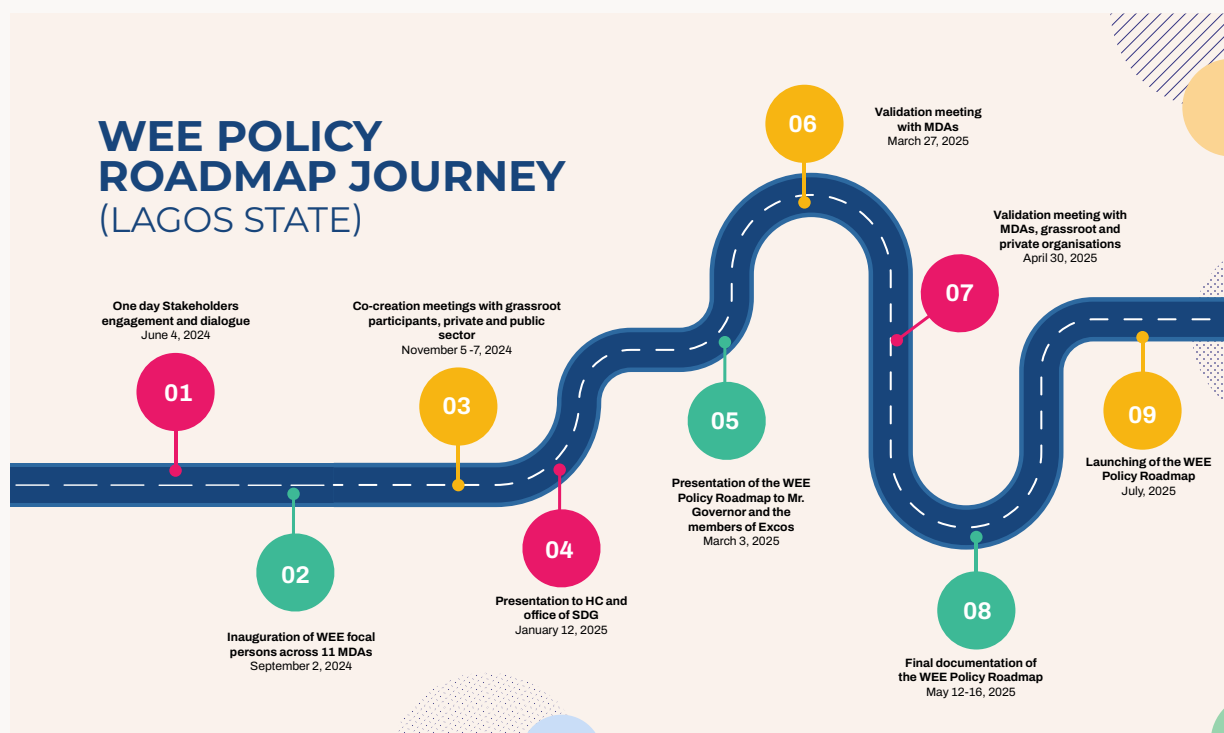 WEE POLICY
ROADMAP JOURNEY
(LAGOS STATE)
One day Stakeholders
engagement and dialogue
June 4, 2024
01
02
Inauguration of WEE focal
persons across 11 MDAs
September 2, 2024
Co-creation meetings with grassroot
participants, private and public
sector
November 5 -7, 2024
03
04
Presentation to HC and
office of SDG
January 12, 2025
05
Presentation of the WEE
Policy Roadmap to Mr.
Governor and the
members of Excos
March 3, 2025
06
Validation meeting
with MDAs
March 27, 2025
Validation meeting with
MDAs, grassroot and
private organisations
April 30, 2025
07
08
Final documentation of
the WEE Policy Roadmap
May 12-16, 2025
09
Launching of the WEE
Policy Roadmap
July, 2025